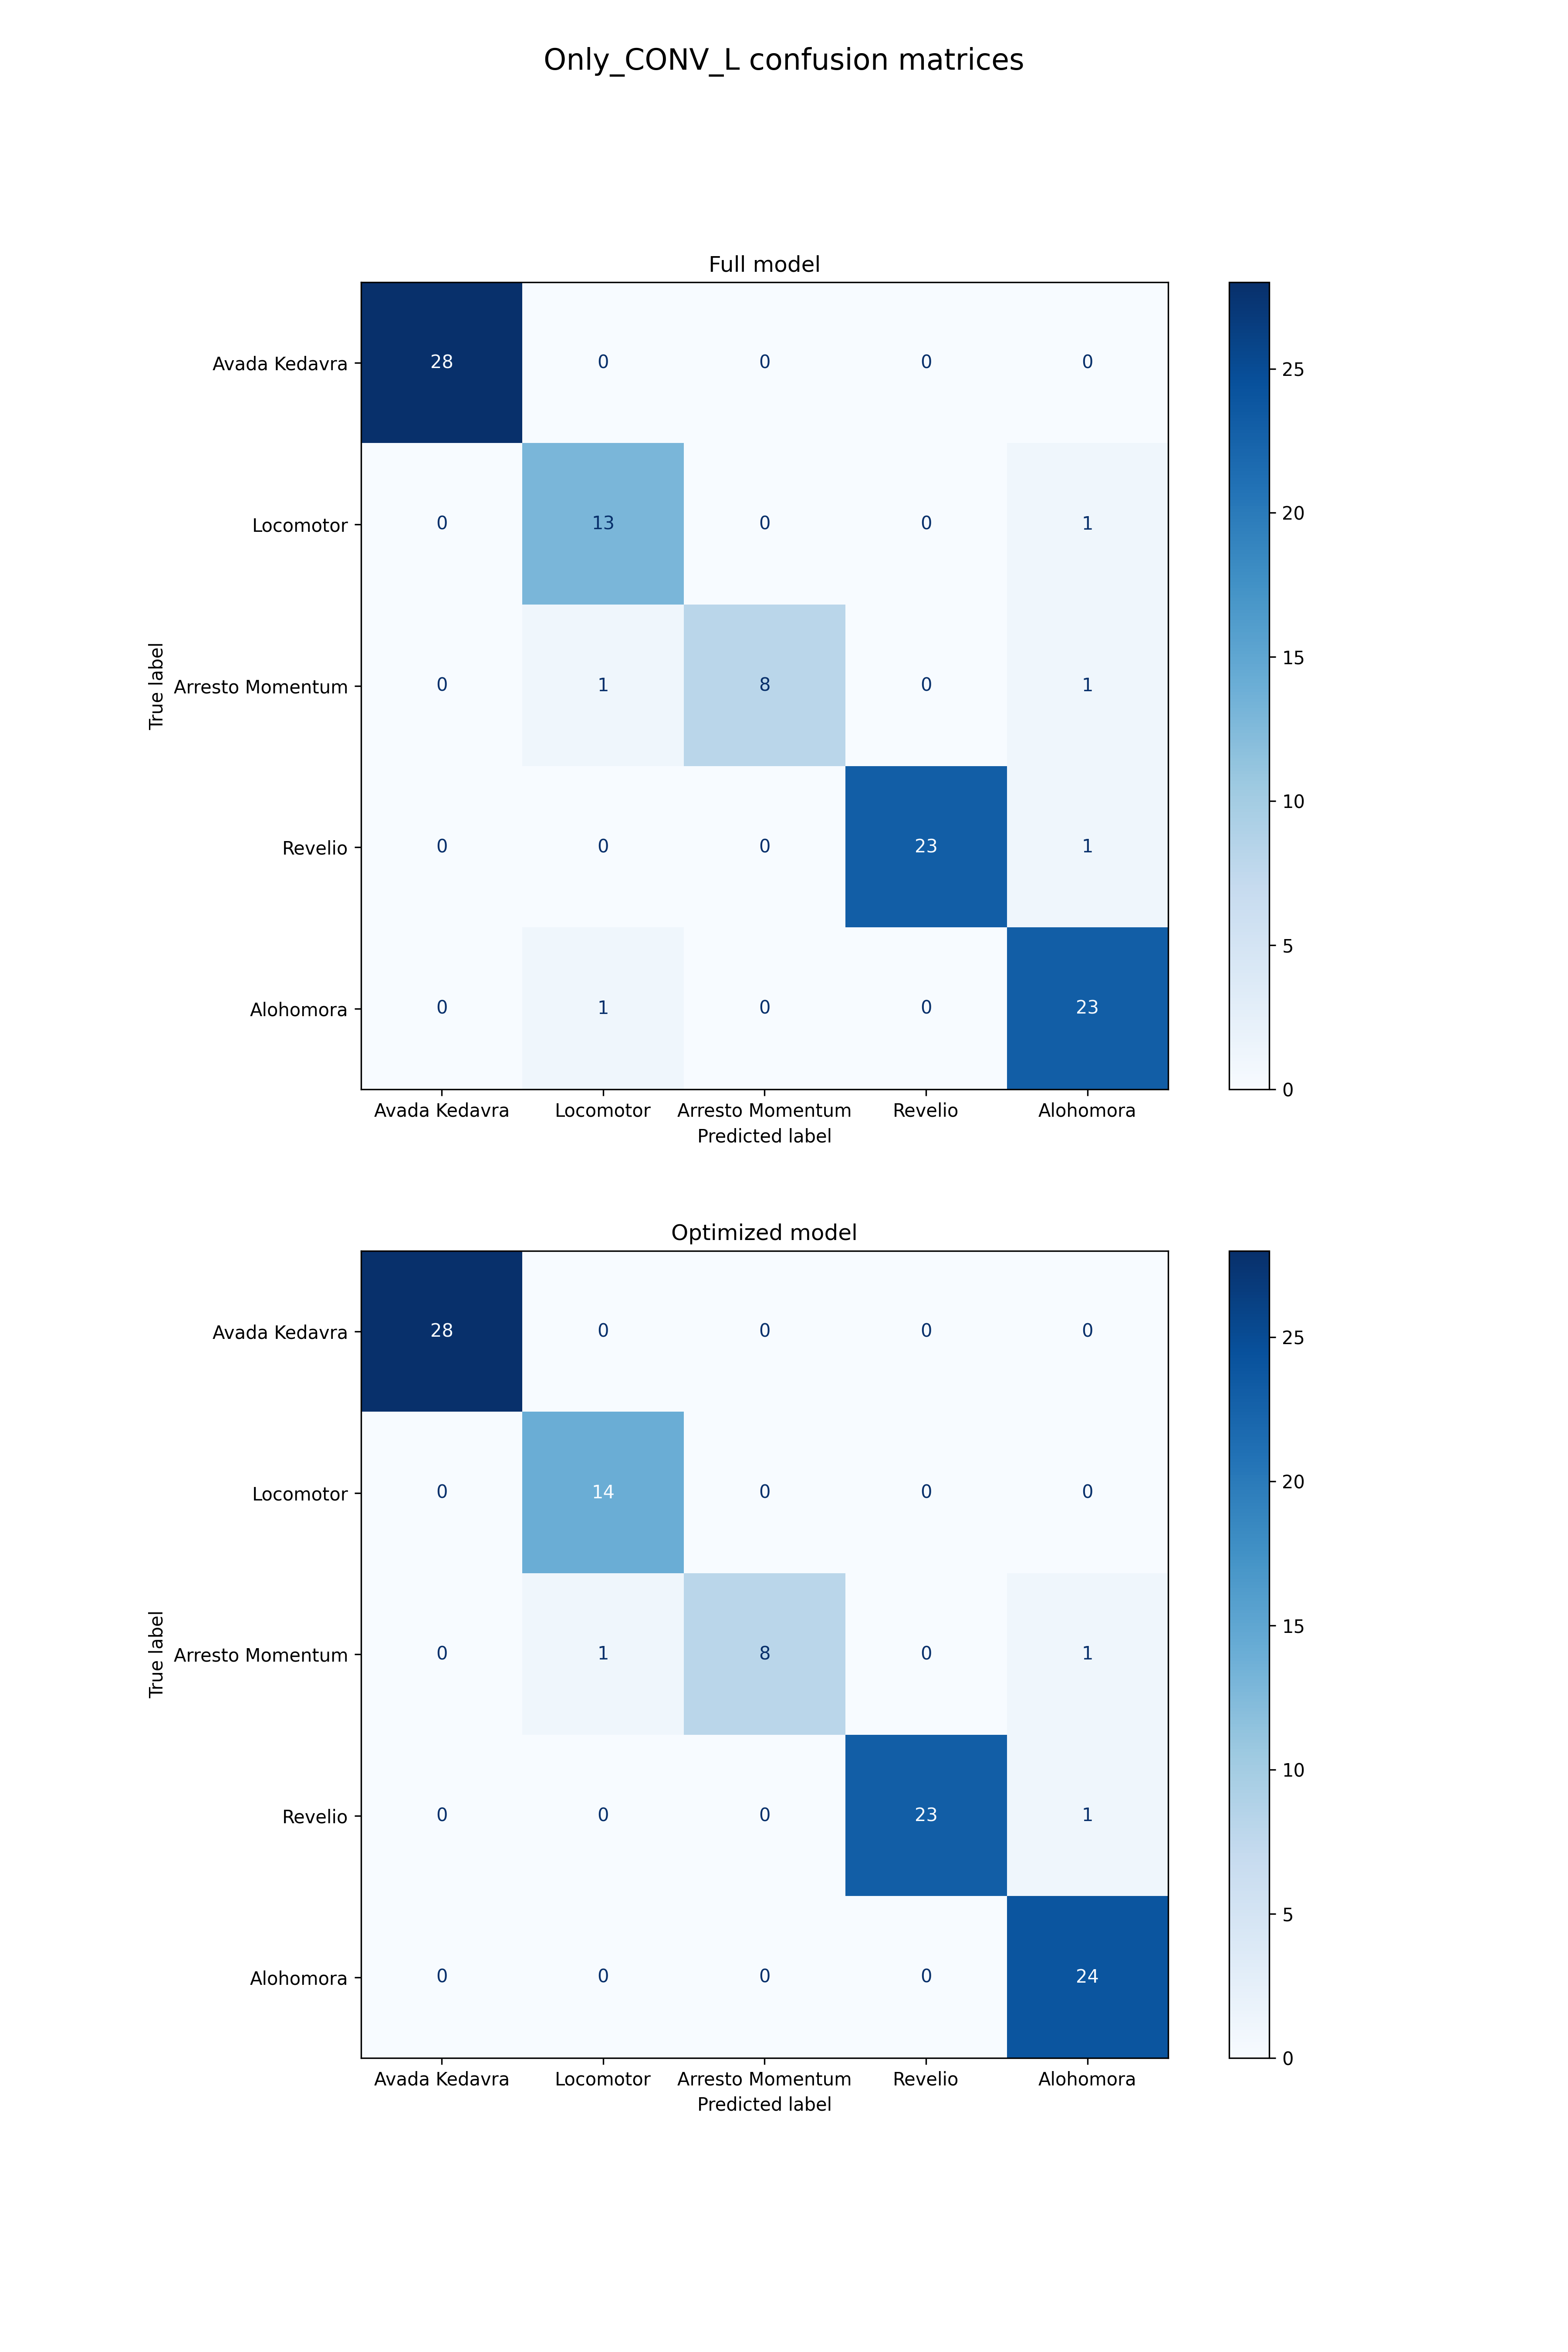 Only_CONV_L confusion matrices
Full model
Avada Kedavra 28 0 0 0 0
Locomotor 0 13 0 0 1
Arresto Momentum 0 1 8 0 1
Revelio 0 0 0 23 1
Alohomora 0 1 0 0 23
True label
Avada Kedavra Locomotor Arresto Momentum Revelio Alohomora
Predicted label
25
20
15
10
5
0
Optimized model
Avada Kedavra 28 0 0 0 0
Locomotor 0 14 0 0 0
Arresto Momentum 0 1 8 0 1
Revelio 0 0 0 23 1
Alohomora 0 0 0 0 24
True label
Avada Kedavra Locomotor Arresto Momentum Revelio Alohomora
Predicted label
25
20
15
10
5
0